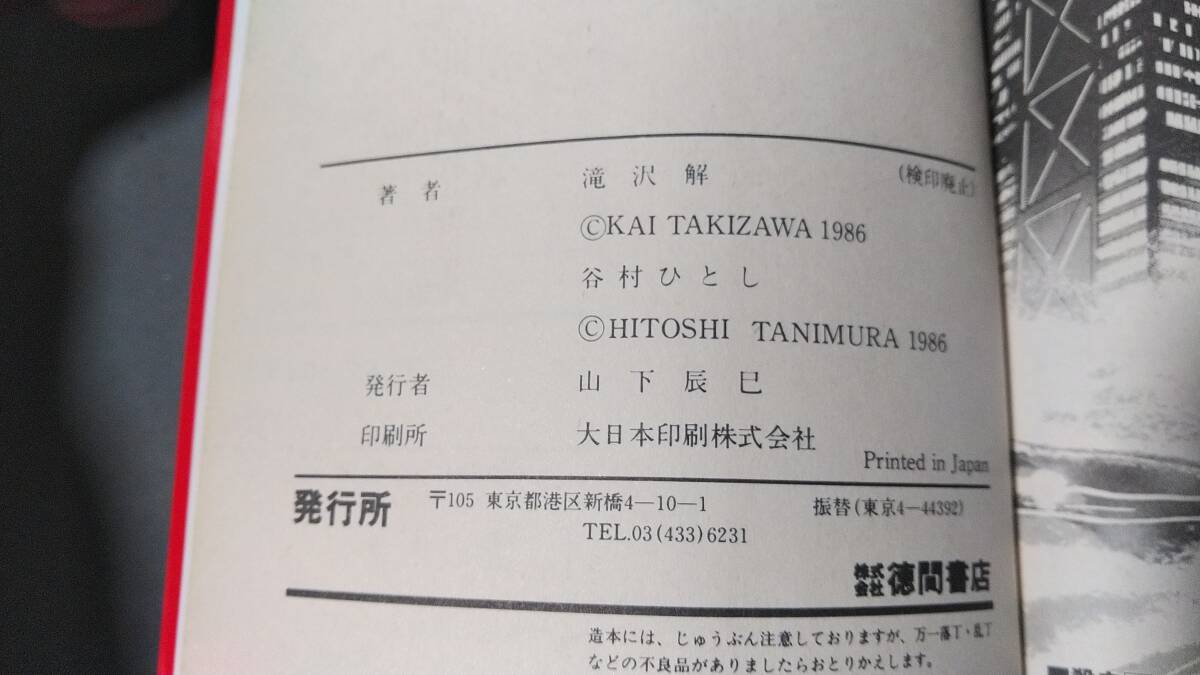 著者 滝沢解 (検印廃止)
©KAI TAKIZAWA 1986
谷村ひとし
©HITOSHI TANIMURA 1986
発行者 山下辰巳
印刷所 大日本印刷株式会社
Printed in Japan
発行所 〒105 東京都港区新橋4―10―1 振替(東京4―44392)
TEL.03(433)6231
株式会社 徳間書店
造本には、じゅうぶん注意しておりますが、万一落丁・乱丁
などの不良品がありましたらおとりかえします。